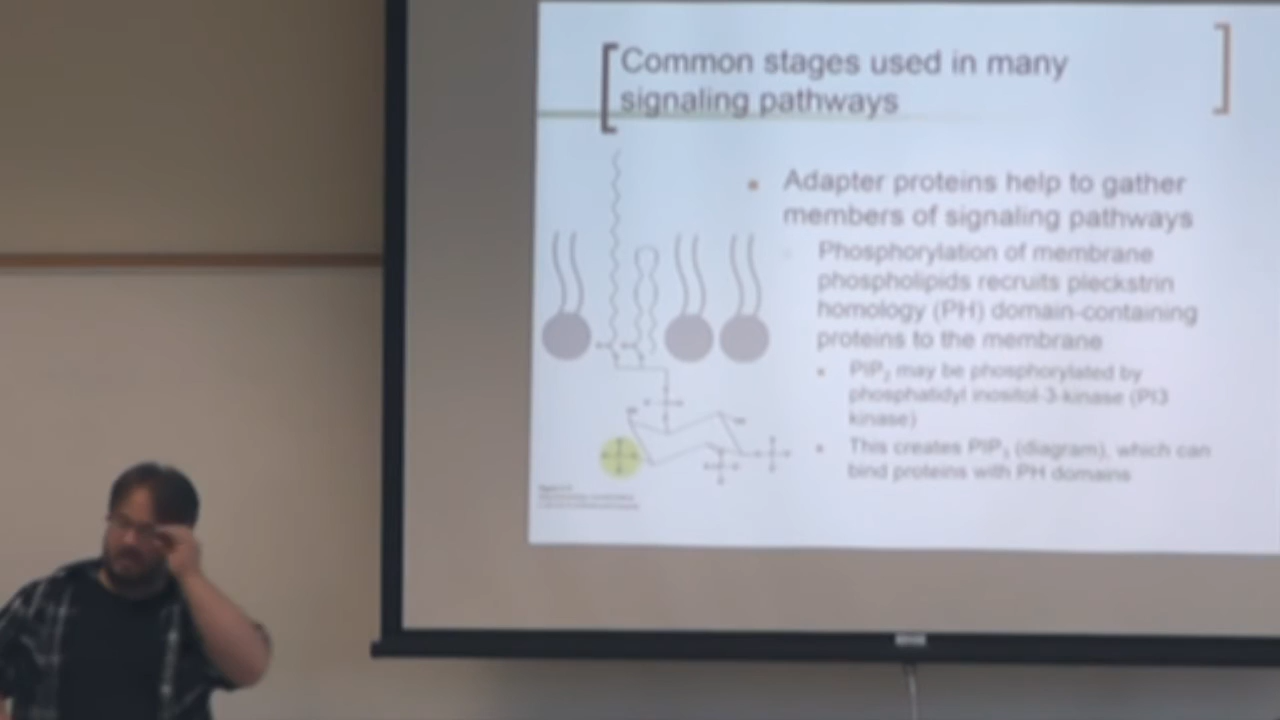 Common stages used in many
signaling pathways
Adapter proteins help to gather
members of signaling pathways
Phosphorylation of membrane
phospholipids recruits pleckstrin
homology (PH) domain-containing
proteins to the membrane
PIP₂ may be phosphorylated by
phosphatidyl inositol-3-kinase (PI3
kinase)
This creates PIP₃ (diagram), which can
bind proteins with PH domains